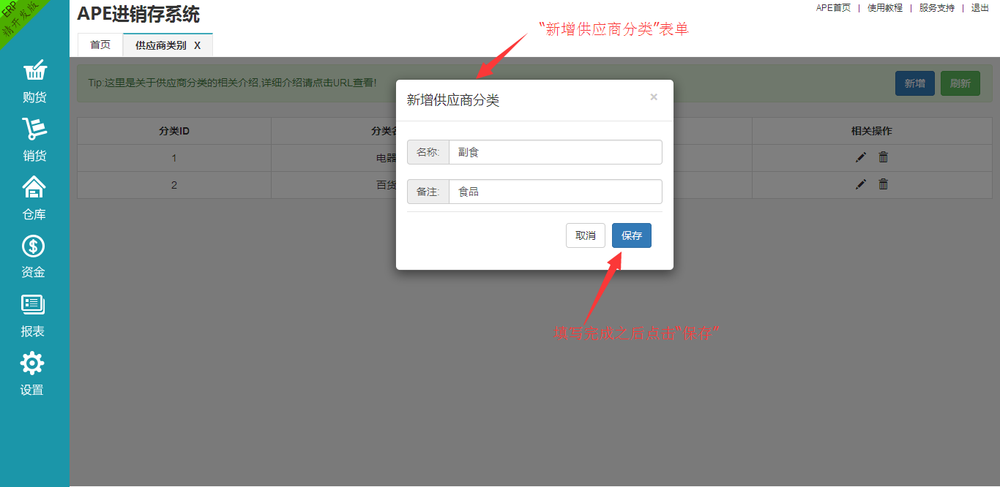 ERP
精开发版
APE进销存系统
APE首页 | 使用教程 | 服务支持 | 退出
首页 供应商类别 X
“新增供应商分类”表单
Tip:这里是关于供应商分类的相关介绍,详细介绍请点击URL查看!
新增 刷新
新增供应商分类 ×
分类ID 分类 相关操作
名称: 副食
1 电器
备注: 食品
2 百货
取消 保存
填写完成之后点击“保存”
购货
销货
仓库
资金
报表
设置